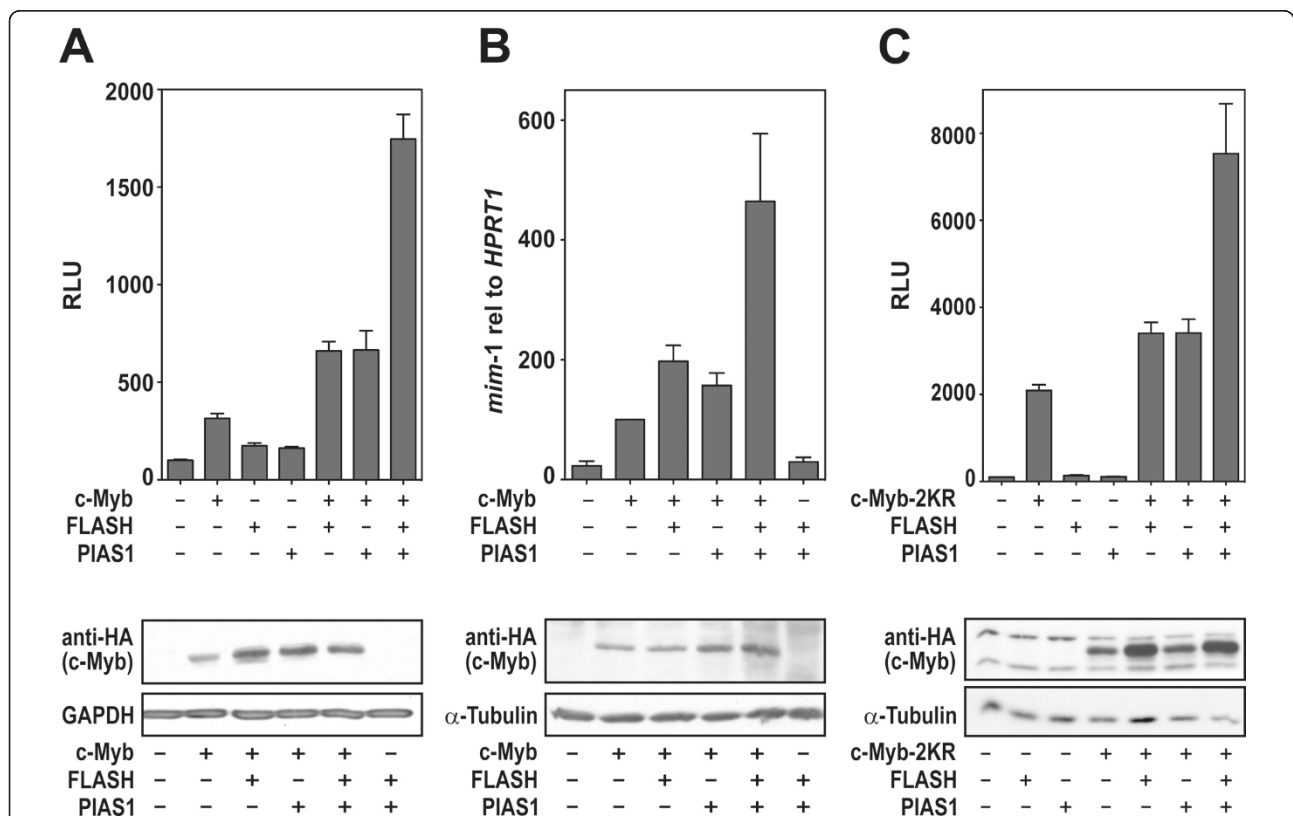 A
B
C
2000
1500
1000
500
0
RLU
c-Myb − + − − + + +
FLASH − − + − + − +
PIAS1 − − − + − + +
600
400
200
0
mim-1 rel to HPRT1
c-Myb − + + + + −
FLASH − − + − + +
PIAS1 − − − + + +
8000
6000
4000
2000
0
RLU
c-Myb-2KR − + − − + + +
FLASH − − + − + − +
PIAS1 − − − + − + +
anti-HA
(c-Myb)
GAPDH
c-Myb − + + + + −
FLASH − − + − + +
PIAS1 − − − + + +
anti-HA
(c-Myb)
α-Tubulin
c-Myb − + + + + −
FLASH − − + − + +
PIAS1 − − − + + +
anti-HA
(c-Myb)
α-Tubulin
c-Myb-2KR − − − + + + +
FLASH − + − − + − +
PIAS1 − − + − − + +